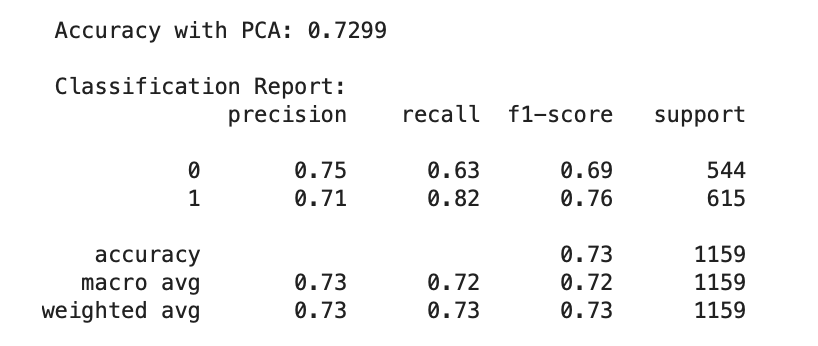 Accuracy with PCA: 0.7299
Classification Report:
precision recall f1-score support
0 0.75 0.63 0.69 544
1 0.71 0.82 0.76 615
accuracy 0.73 1159
macro avg 0.73 0.72 0.72 1159
weighted avg 0.73 0.73 0.73 1159